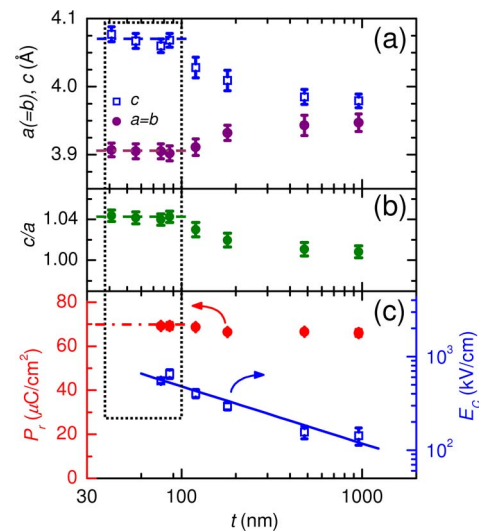 4.1
4.0
3.9
a(=b), c (Å)
(a)
c
a=b
1.04
1.00
c/a
(b)
80
60
40
20
0
P_r (μC/cm²)
(c)
10³
10²
E_C (kV/cm)
30
100
1000
t (nm)